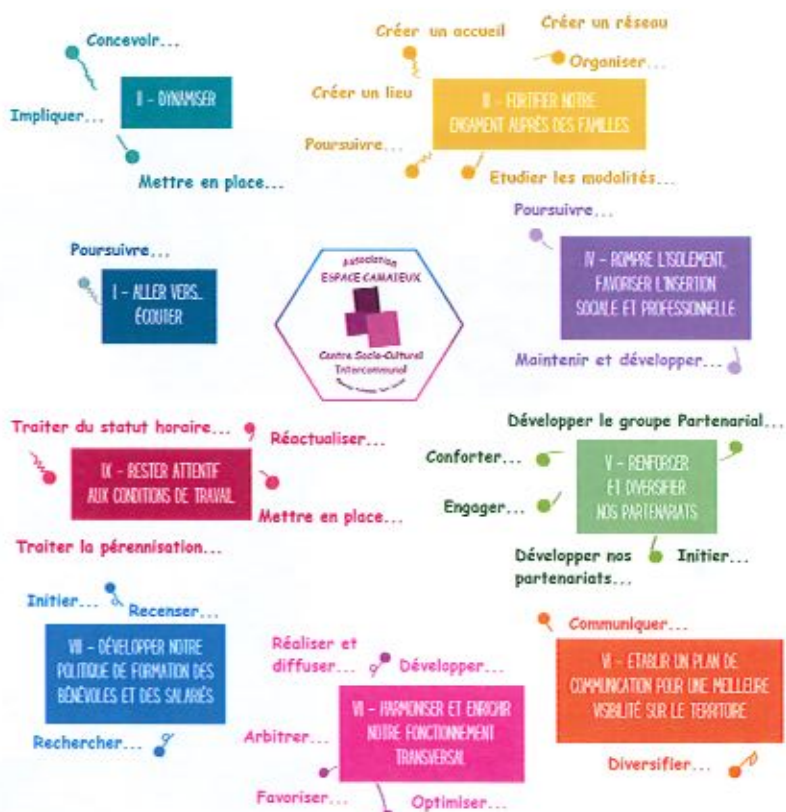 Concevoir...
II - DYNAMISER
Impliquer...
Mettre en place...
Créer un accueil
Créer un réseau
Organiser...
Créer un lieu
III - FORTIFIER NOTRE
ENGAMENT AUPRÈS DES FAMILLES
Poursuivre...
Etudier les modalités...
Poursuivre...
I - ALLER VERS...
ÉCOUTER
Association
ESPACE CAMAIEUX
Centre Socio-Culturel
Intercommunal
Poursuivre...
IV - ROMPRE L'ISOLEMENT,
FAVORISER L'INSERTION
SOCIALE ET PROFESSIONNELLE
Maintenir et développer...
Traiter du statut horaire...
Réactualiser...
IX - RESTER ATTENTIF
AUX CONDITIONS DE TRAVAIL
Mettre en place...
Traiter la pérennisation...
Développer le groupe Partenarial...
Conforter...
V - RENFORCER
ET DIVERSIFIER
NOS PARTENARIATS
Engager...
Développer nos
partenariats...
Initier...
Initier...
Recenser...
VIII - DÉVELOPPER NOTRE
POLITIQUE DE FORMATION DES
BÉNÉVOLES ET DES SALARIÉS
Rechercher...
Réaliser et
diffuser...
Développer...
VII - HARMONISER ET ENRICHIR
NOTRE FONCTIONNEMENT
TRANSVERSAL
Arbitrer...
Favoriser...
Optimiser...
Communiquer...
VI - ETABLIR UN PLAN DE
COMMUNICATION POUR UNE MEILLEURE
VISIBILITÉ SUR LE TERRITOIRE
Diversifier...